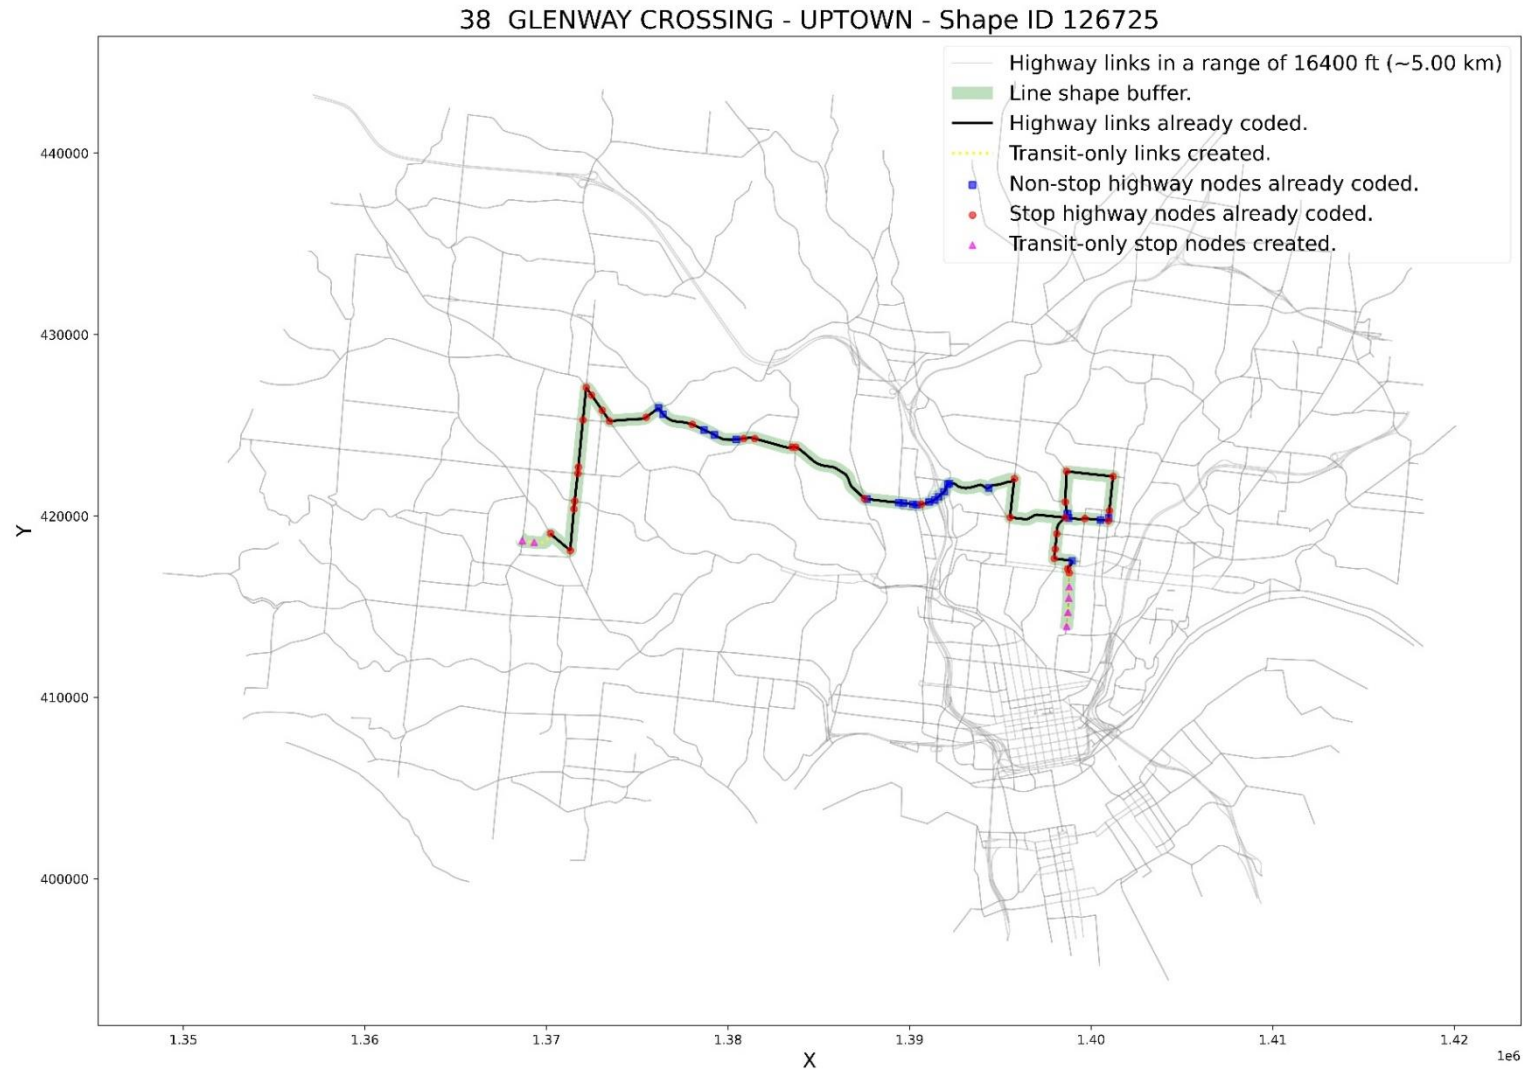 38  GLENWAY CROSSING - UPTOWN - Shape ID 126725
Highway links in a range of 16400 ft (~5.00 km)
Line shape buffer.
Highway links already coded.
Transit-only links created.
Non-stop highway nodes already coded.
Stop highway nodes already coded.
Transit-only stop nodes created.
440000
430000
420000
410000
400000
Y
1.35
1.36
1.37
1.38
1.39
1.40
1.41
1.42
1e6
X